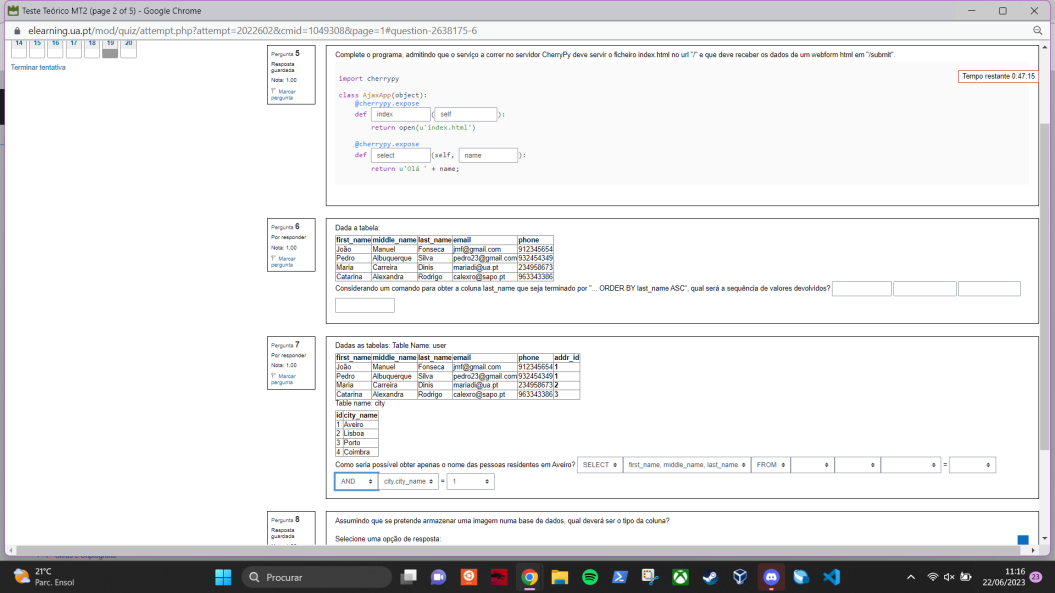 Teste Teórico MT2 (page 2 of 5) - Google Chrome
elearning.ua.pt/mod/quiz/attempt.php?attempt=2022602&cmid=1049308&page=1#question-2638175-6
14 15 16 17 18 19 20
Terminar tentativa
Tempo restante 0:47:15
Pergunta 5
Resposta guardada
Nota: 1,00
Marcar pergunta
Complete o programa, admitindo que o serviço a correr no servidor CherryPy deve servir o ficheiro index.html no url "/" e que deve receber os dados de um webform html em "/submit".
import cherrypy
class AjaxApp(object):
@cherrypy.expose
def index ( self ):
return open(u'index.html')
@cherrypy.expose
def select (self, name ):
return u'Olá ' + name;
Pergunta 6
Por responder
Nota: 1,00
Marcar pergunta
Dada a tabela:
first_name middle_name last_name email phone
João Manuel Fonseca jmf@gmail.com 912345654
Pedro Albuquerque Silva pedro23@gmail.com 932454349
Maria Carreira Dinis mariadi@ua.pt 234958673
Catarina Alexandra Rodrigo calexro@sapo.pt 963343386
Considerando um comando para obter a coluna last_name que seja terminado por "... ORDER BY last_name ASC", qual será a sequência de valores devolvidos?
Pergunta 7
Por responder
Nota: 1,00
Marcar pergunta
Dadas as tabelas: Table Name: user
first_name middle_name last_name email phone addr_id
João Manuel Fonseca jmf@gmail.com 912345654 1
Pedro Albuquerque Silva pedro23@gmail.com 932454349 1
Maria Carreira Dinis mariadi@ua.pt 234958673 2
Catarina Alexandra Rodrigo calexro@sapo.pt 963343386 3
Table name: city
id city_name
1 Aveiro
2 Lisboa
3 Porto
4 Coimbra
Como seria possível obter apenas o nome das pessoas residentes em Aveiro? SELECT first_name, middle_name, last_name FROM =
AND city.city_name = 1
Pergunta 8
Resposta guardada
Assumindo que se pretende armazenar uma imagem numa base de dados, qual deverá ser o tipo da coluna?
Selecione uma opção de resposta:
21°C
Parc. Ensol
Procurar
11:16
22/06/2023
23